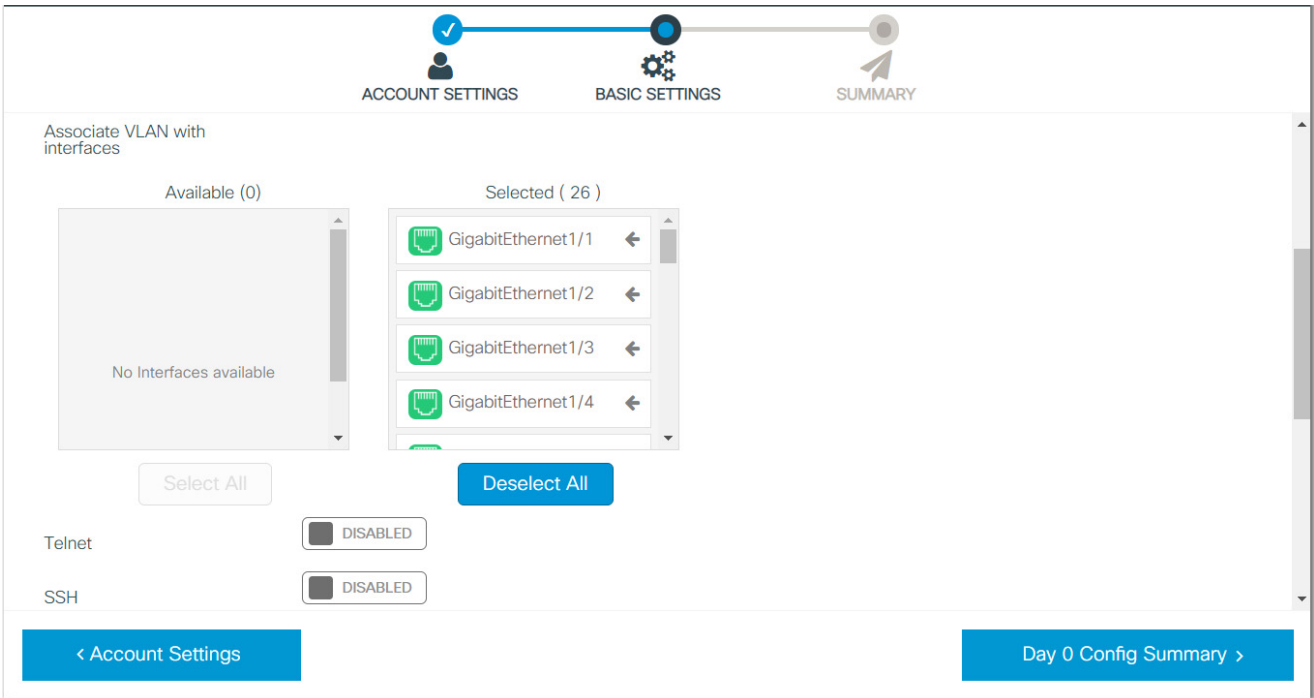 ACCOUNT SETTINGS
BASIC SETTINGS
SUMMARY
Associate VLAN with
interfaces
Available (0)
Selected ( 26 )
No Interfaces available
GigabitEthernet1/1
GigabitEthernet1/2
GigabitEthernet1/3
GigabitEthernet1/4
Select All
Deselect All
Telnet
DISABLED
SSH
DISABLED
< Account Settings
Day 0 Config Summary >